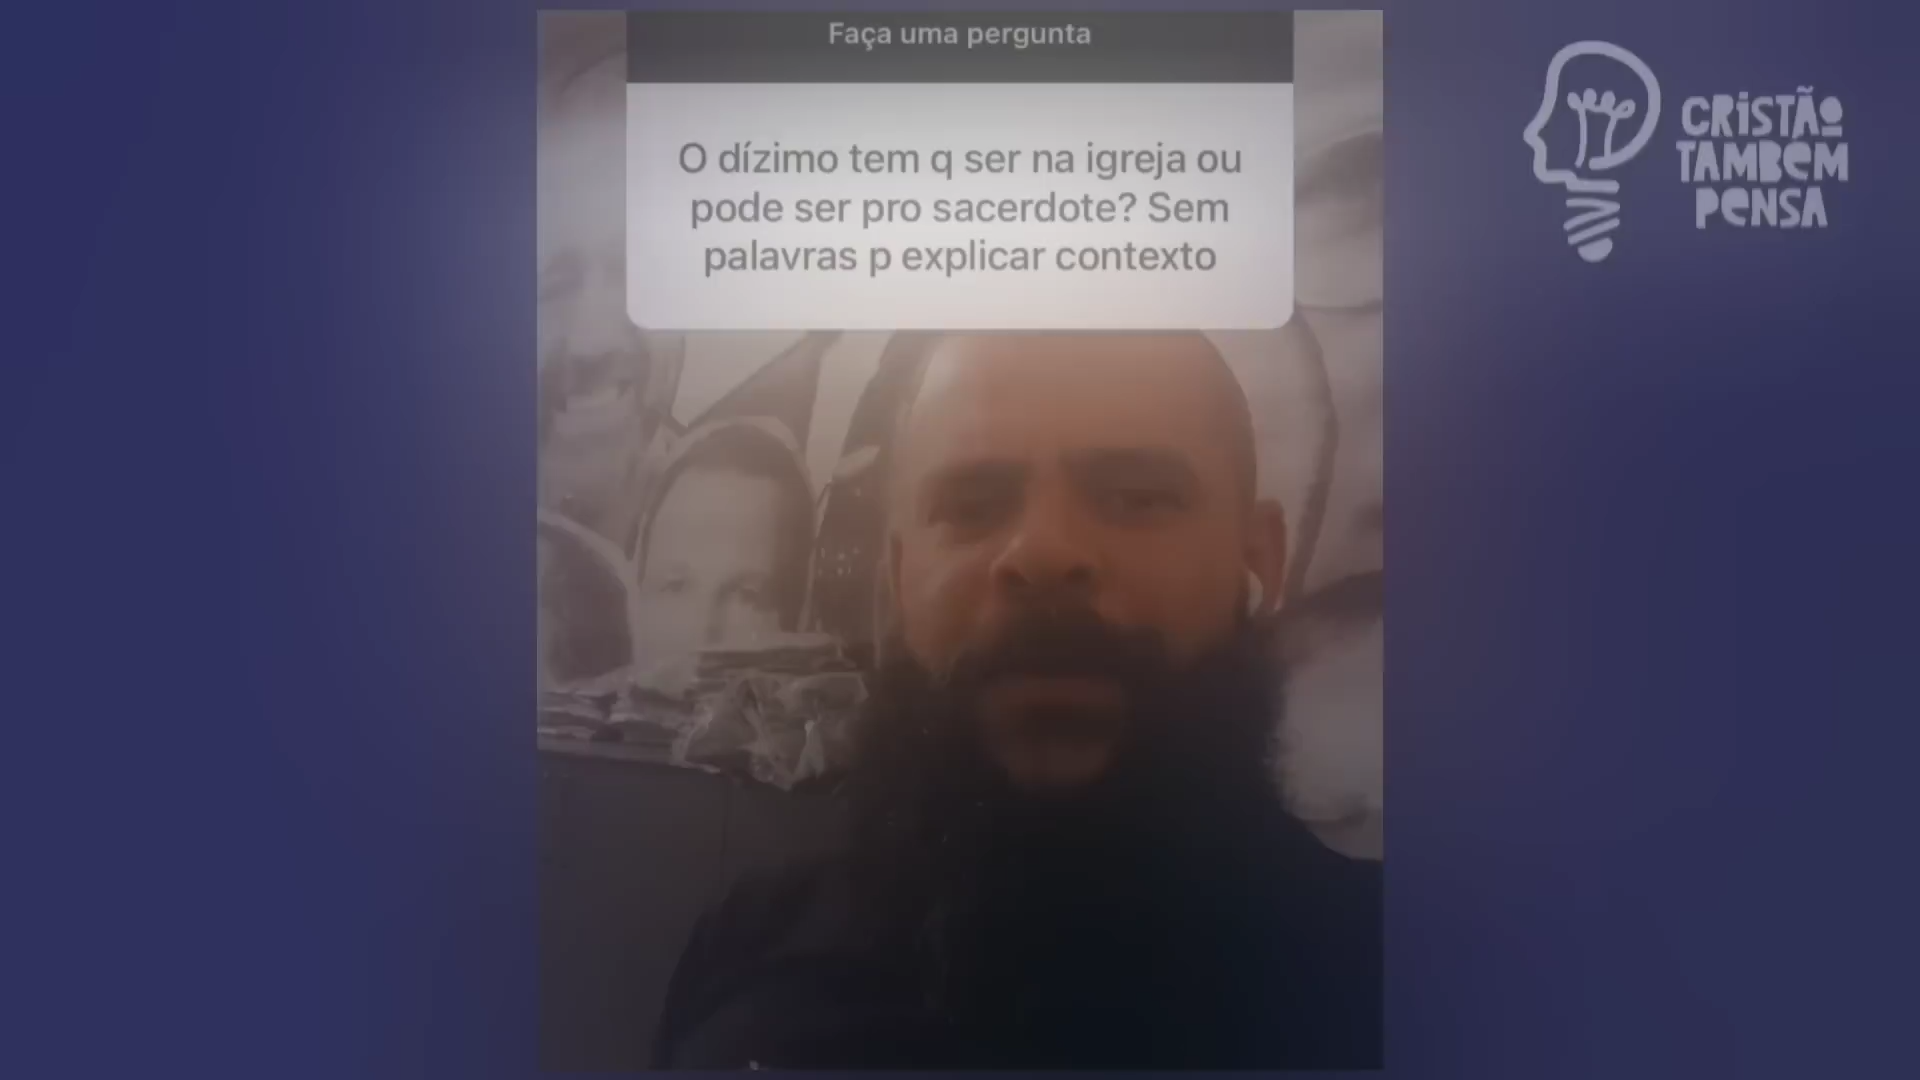 Faça uma pergunta
O dízimo tem q ser na igreja ou
pode ser pro sacerdote? Sem
palavras p explicar contexto
CRISTÃO
TAMBÉM
PENSA